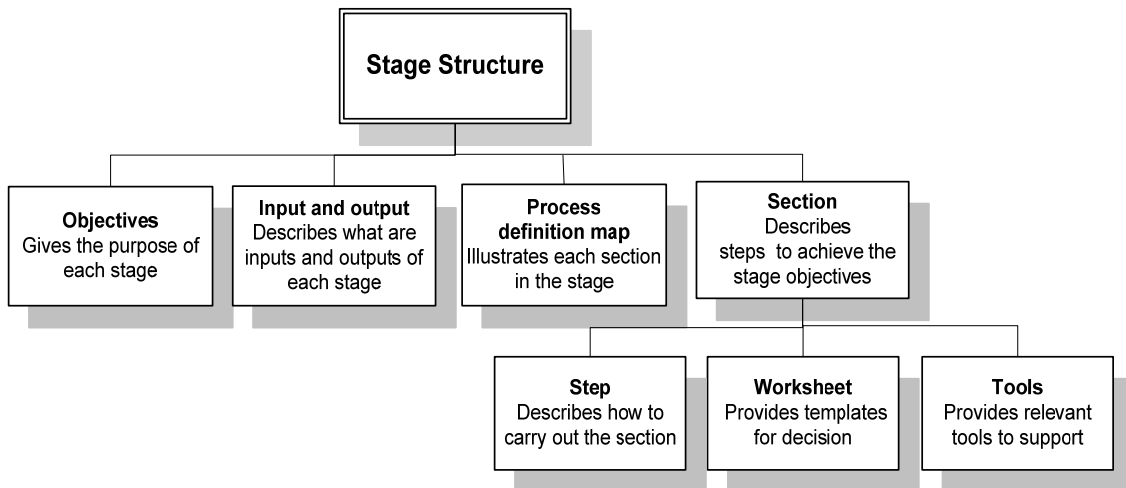 Stage Structure
Objectives
Gives the purpose of
each stage
Input and output
Describes what are
inputs and outputs of
each stage
Process
definition map
Illustrates each section
in the stage
Section
Describes
steps to achieve the
stage objectives
Step
Describes how to
carry out the section
Worksheet
Provides templates
for decision
Tools
Provides relevant
tools to support